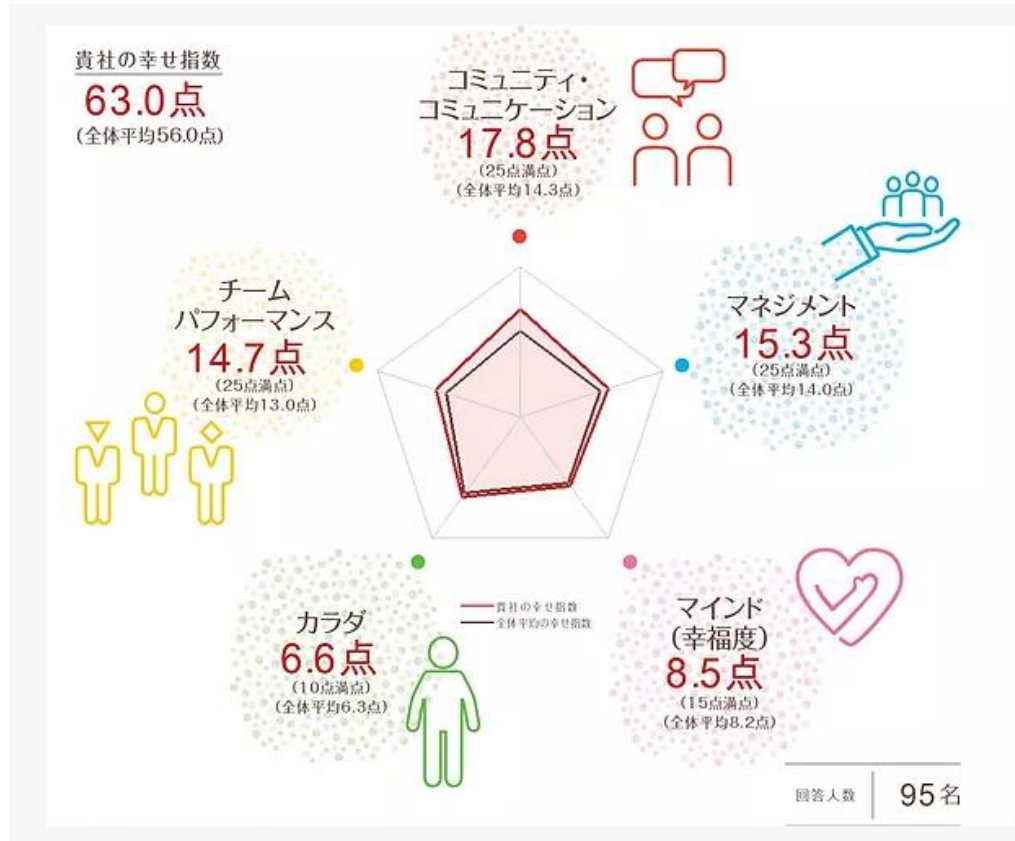 貴社の幸せ指数
63.0点
(全体平均56.0点)
コミュニティ・
コミュニケーション
17.8点
(25点満点)
(全体平均14.3点)
マネジメント
15.3点
(25点満点)
(全体平均14.0点)
チーム
パフォーマンス
14.7点
(25点満点)
(全体平均13.0点)
カラダ
6.6点
(10点満点)
(全体平均6.3点)
貴社の幸せ指数
全体平均の幸せ指数
マインド
(幸福度)
8.5点
(15点満点)
(全体平均8.2点)
回答人数 95名